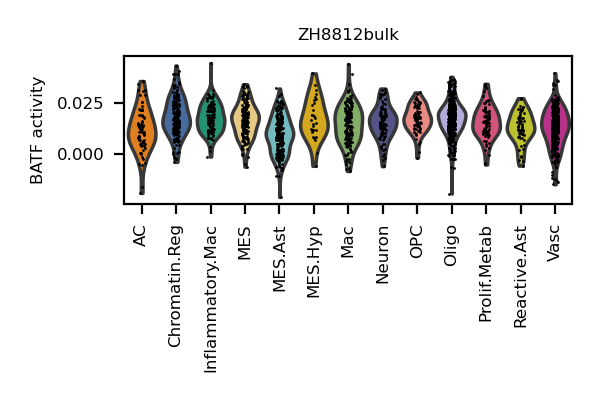 ZH8812bulk
BATF activity
0.025
0.000
AC
Chromatin.Reg
Inflammatory.Mac
MES
MES.Ast
MES.Hyp
Mac
Neuron
OPC
Oligo
Prolif.Metab
Reactive.Ast
Vasc